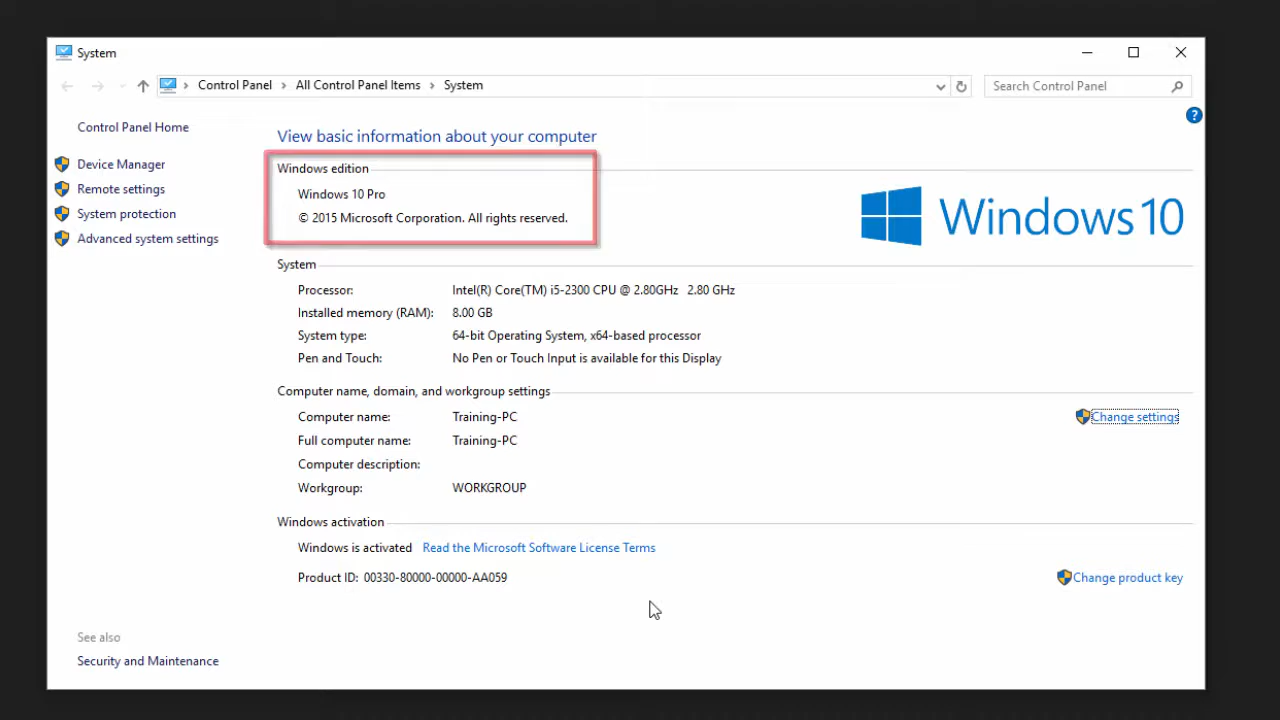 System
Control Panel › All Control Panel Items › System
Search Control Panel
?
Control Panel Home
Device Manager
Remote settings
System protection
Advanced system settings
View basic information about your computer
Windows edition
Windows 10 Pro
© 2015 Microsoft Corporation. All rights reserved.
Windows 10
System
Processor: Intel(R) Core(TM) i5-2300 CPU @ 2.80GHz 2.80 GHz
Installed memory (RAM): 8.00 GB
System type: 64-bit Operating System, x64-based processor
Pen and Touch: No Pen or Touch Input is available for this Display
Computer name, domain, and workgroup settings
Computer name: Training-PC
Change settings
Full computer name: Training-PC
Computer description:
Workgroup: WORKGROUP
Windows activation
Windows is activated Read the Microsoft Software License Terms
Product ID: 00330-80000-00000-AA059
Change product key
See also
Security and Maintenance